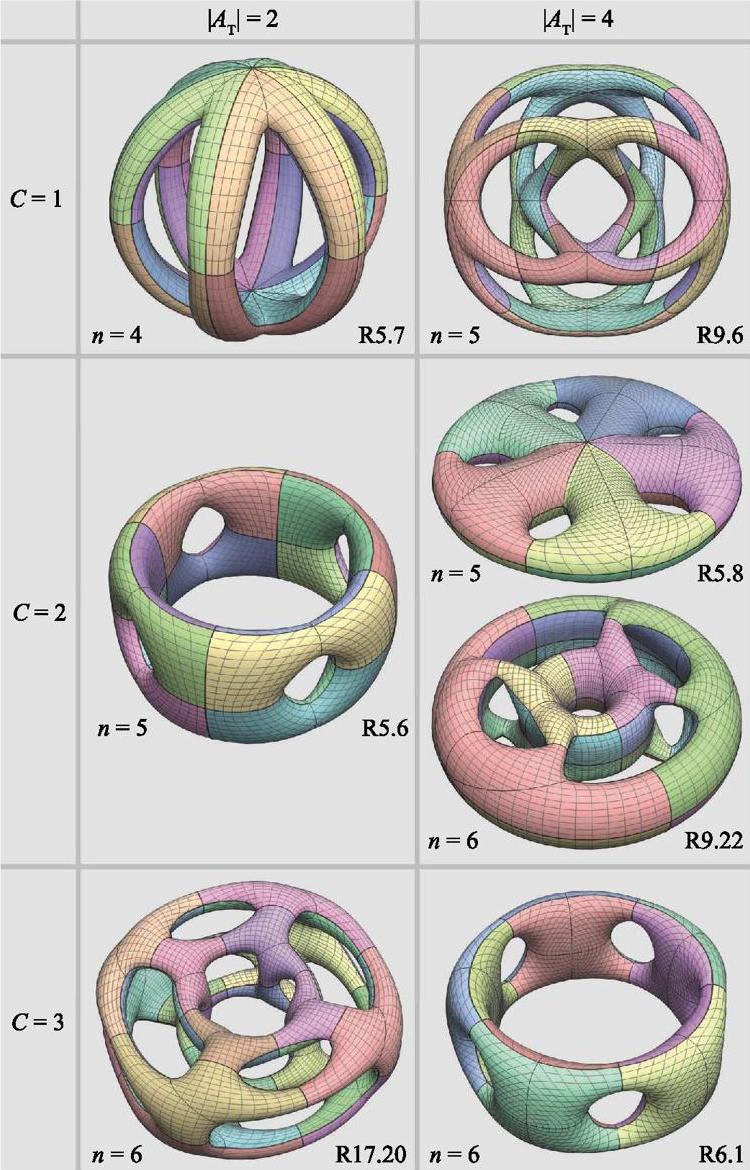 |A_T| = 2 |A_T| = 4
C = 1
n = 4 R5.7
n = 5 R9.6
C = 2
n = 5 R5.6
n = 5 R5.8
n = 6 R9.22
C = 3
n = 6 R17.20
n = 6 R6.1